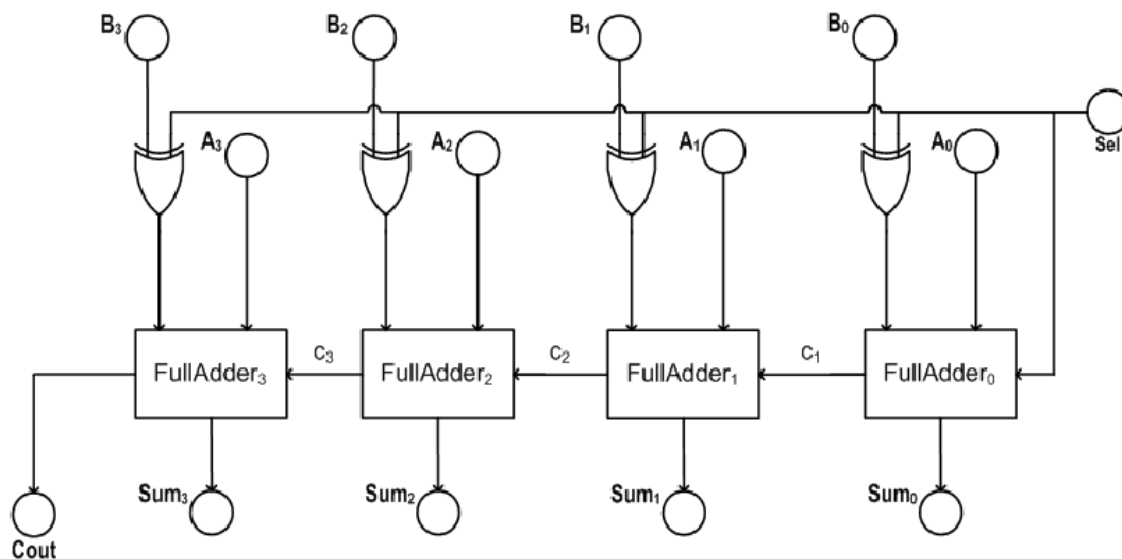 B₃ B₂ B₁ B₀
A₃ A₂ A₁ A₀ Sel
FullAdder₃ C₃ FullAdder₂ C₂ FullAdder₁ C₁ FullAdder₀
Sum₃ Sum₂ Sum₁ Sum₀
Cout